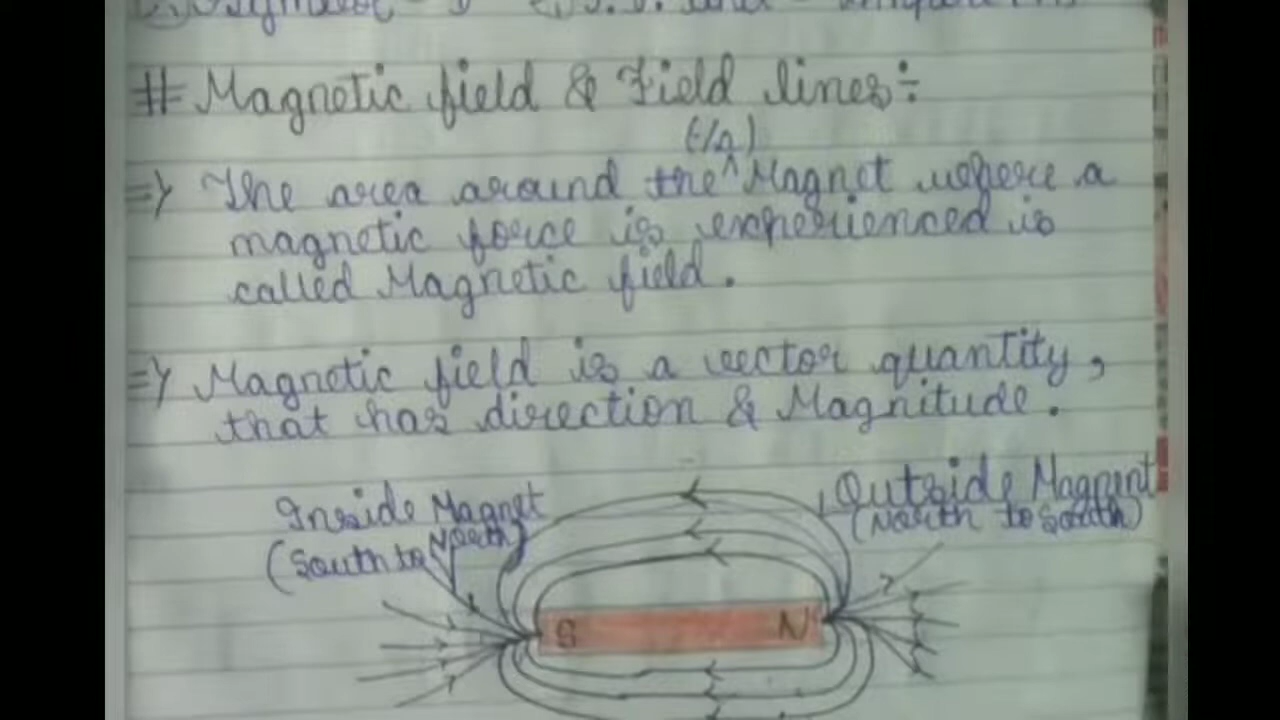 # Magnetic field & Field lines÷
(-/a)
=> The area around the ^ Magnet where a
magnetic force is experienced is
called Magnetic field.
=> Magnetic field is a vector quantity,
that has direction & Magnitude.
Inside Magnet
(South to North)
Outside Magnent
(North to South)
S N